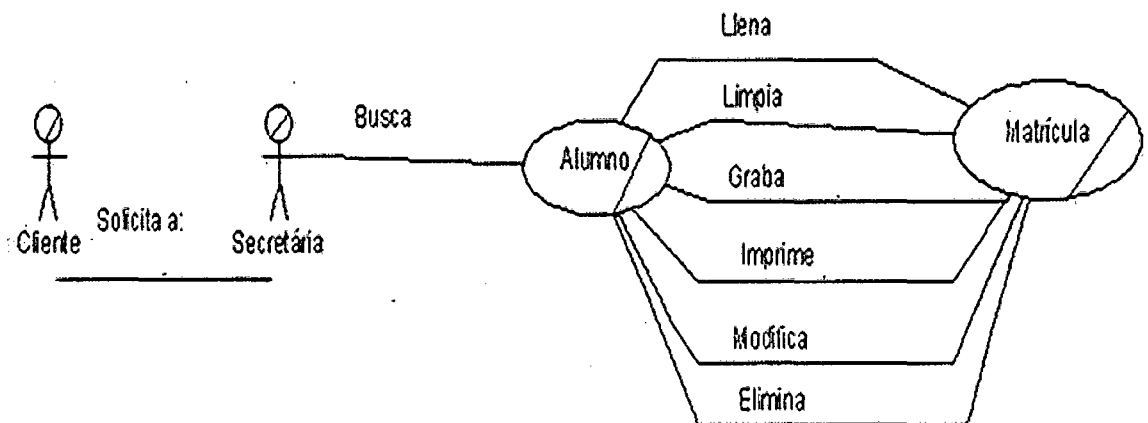 Llena
Limpia
Busca
Matrícula
Alumno
Graba
Solicita a:
Cliente
Secretária
Imprime
Modifica
Elimina